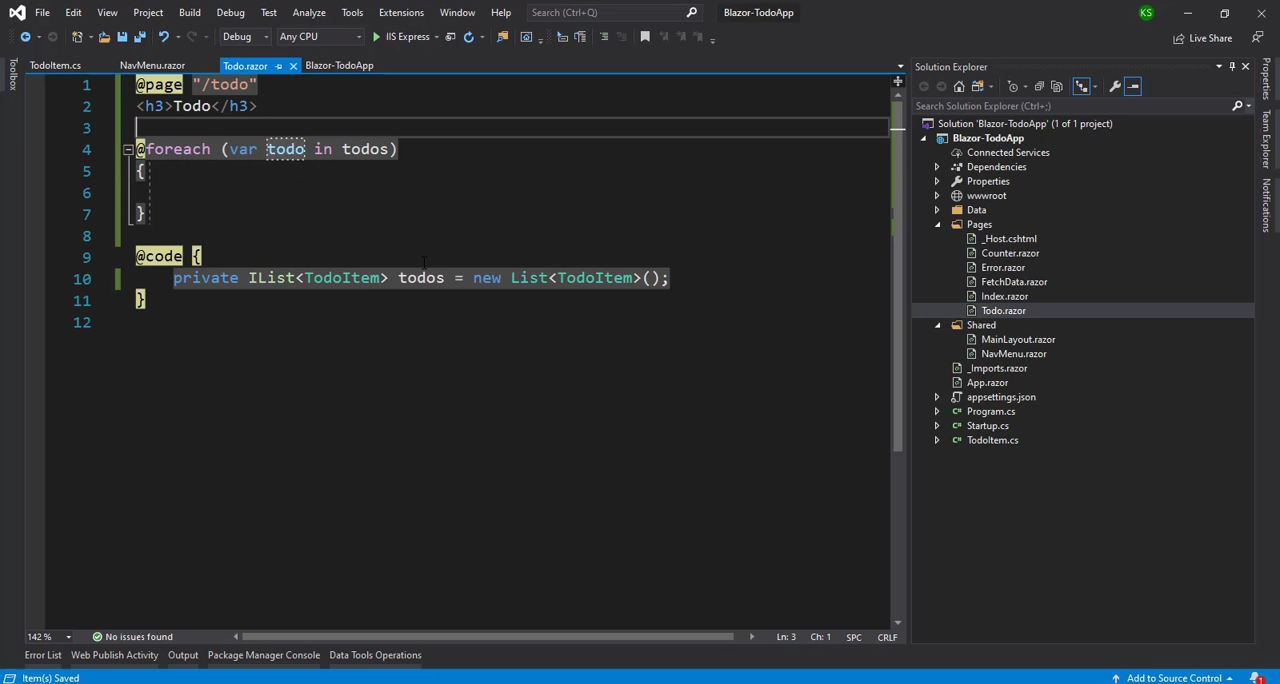 File Edit View Project Build Debug Test Analyze Tools Extensions Window Help Search (Ctrl+Q) Blazor-TodoApp KS
Debug Any CPU IIS Express Live Share
Toolbox
TodoItem.cs NavMenu.razor Todo.razor Blazor-TodoApp
1 @page "/todo"
2 <h3>Todo</h3>
3
4 @foreach (var todo in todos)
5 {
6
7 }
8
9 @code {
10 private IList<TodoItem> todos = new List<TodoItem>();
11 }
12
142 % No issues found Ln: 3 Ch: 1 SPC CRLF
Solution Explorer
Search Solution Explorer (Ctrl+;)
Solution 'Blazor-TodoApp' (1 of 1 project)
Blazor-TodoApp
Connected Services
Dependencies
Properties
wwwroot
Data
Pages
_Host.cshtml
Counter.razor
Error.razor
FetchData.razor
Index.razor
Todo.razor
Shared
MainLayout.razor
NavMenu.razor
_Imports.razor
App.razor
appsettings.json
Program.cs
Startup.cs
TodoItem.cs
Properties
Team Explorer
Notifications
Error List Web Publish Activity Output Package Manager Console Data Tools Operations
Item(s) Saved Add to Source Control 1